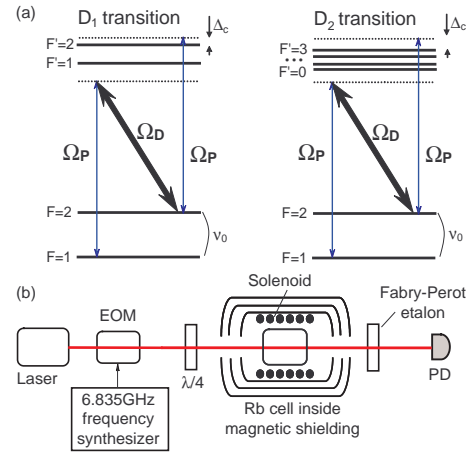 (a)
D1 transition
D2 transition
Δc
Δc
F'=2
F'=1
F'=3
F'=0
ΩP
ΩD
ΩP
ΩP
ΩD
ΩP
F=2
F=1
ν0
F=2
F=1
ν0
(b)
Solenoid
Fabry-Perot
etalon
EOM
Laser
λ/4
PD
6.835GHz
frequency
synthesizer
Rb cell inside
magnetic shielding